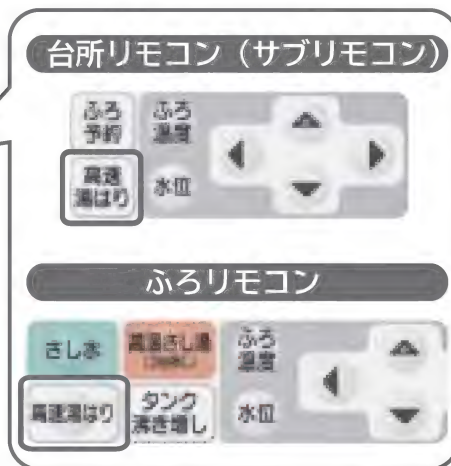 台所リモコン（サブリモコン）
ふろ
予約
ふろ
温度
高速
湯はり
水位
ふろリモコン
さし水
高温さし湯
ふろ
温度
高速湯はり
タンク
沸き増し
水位